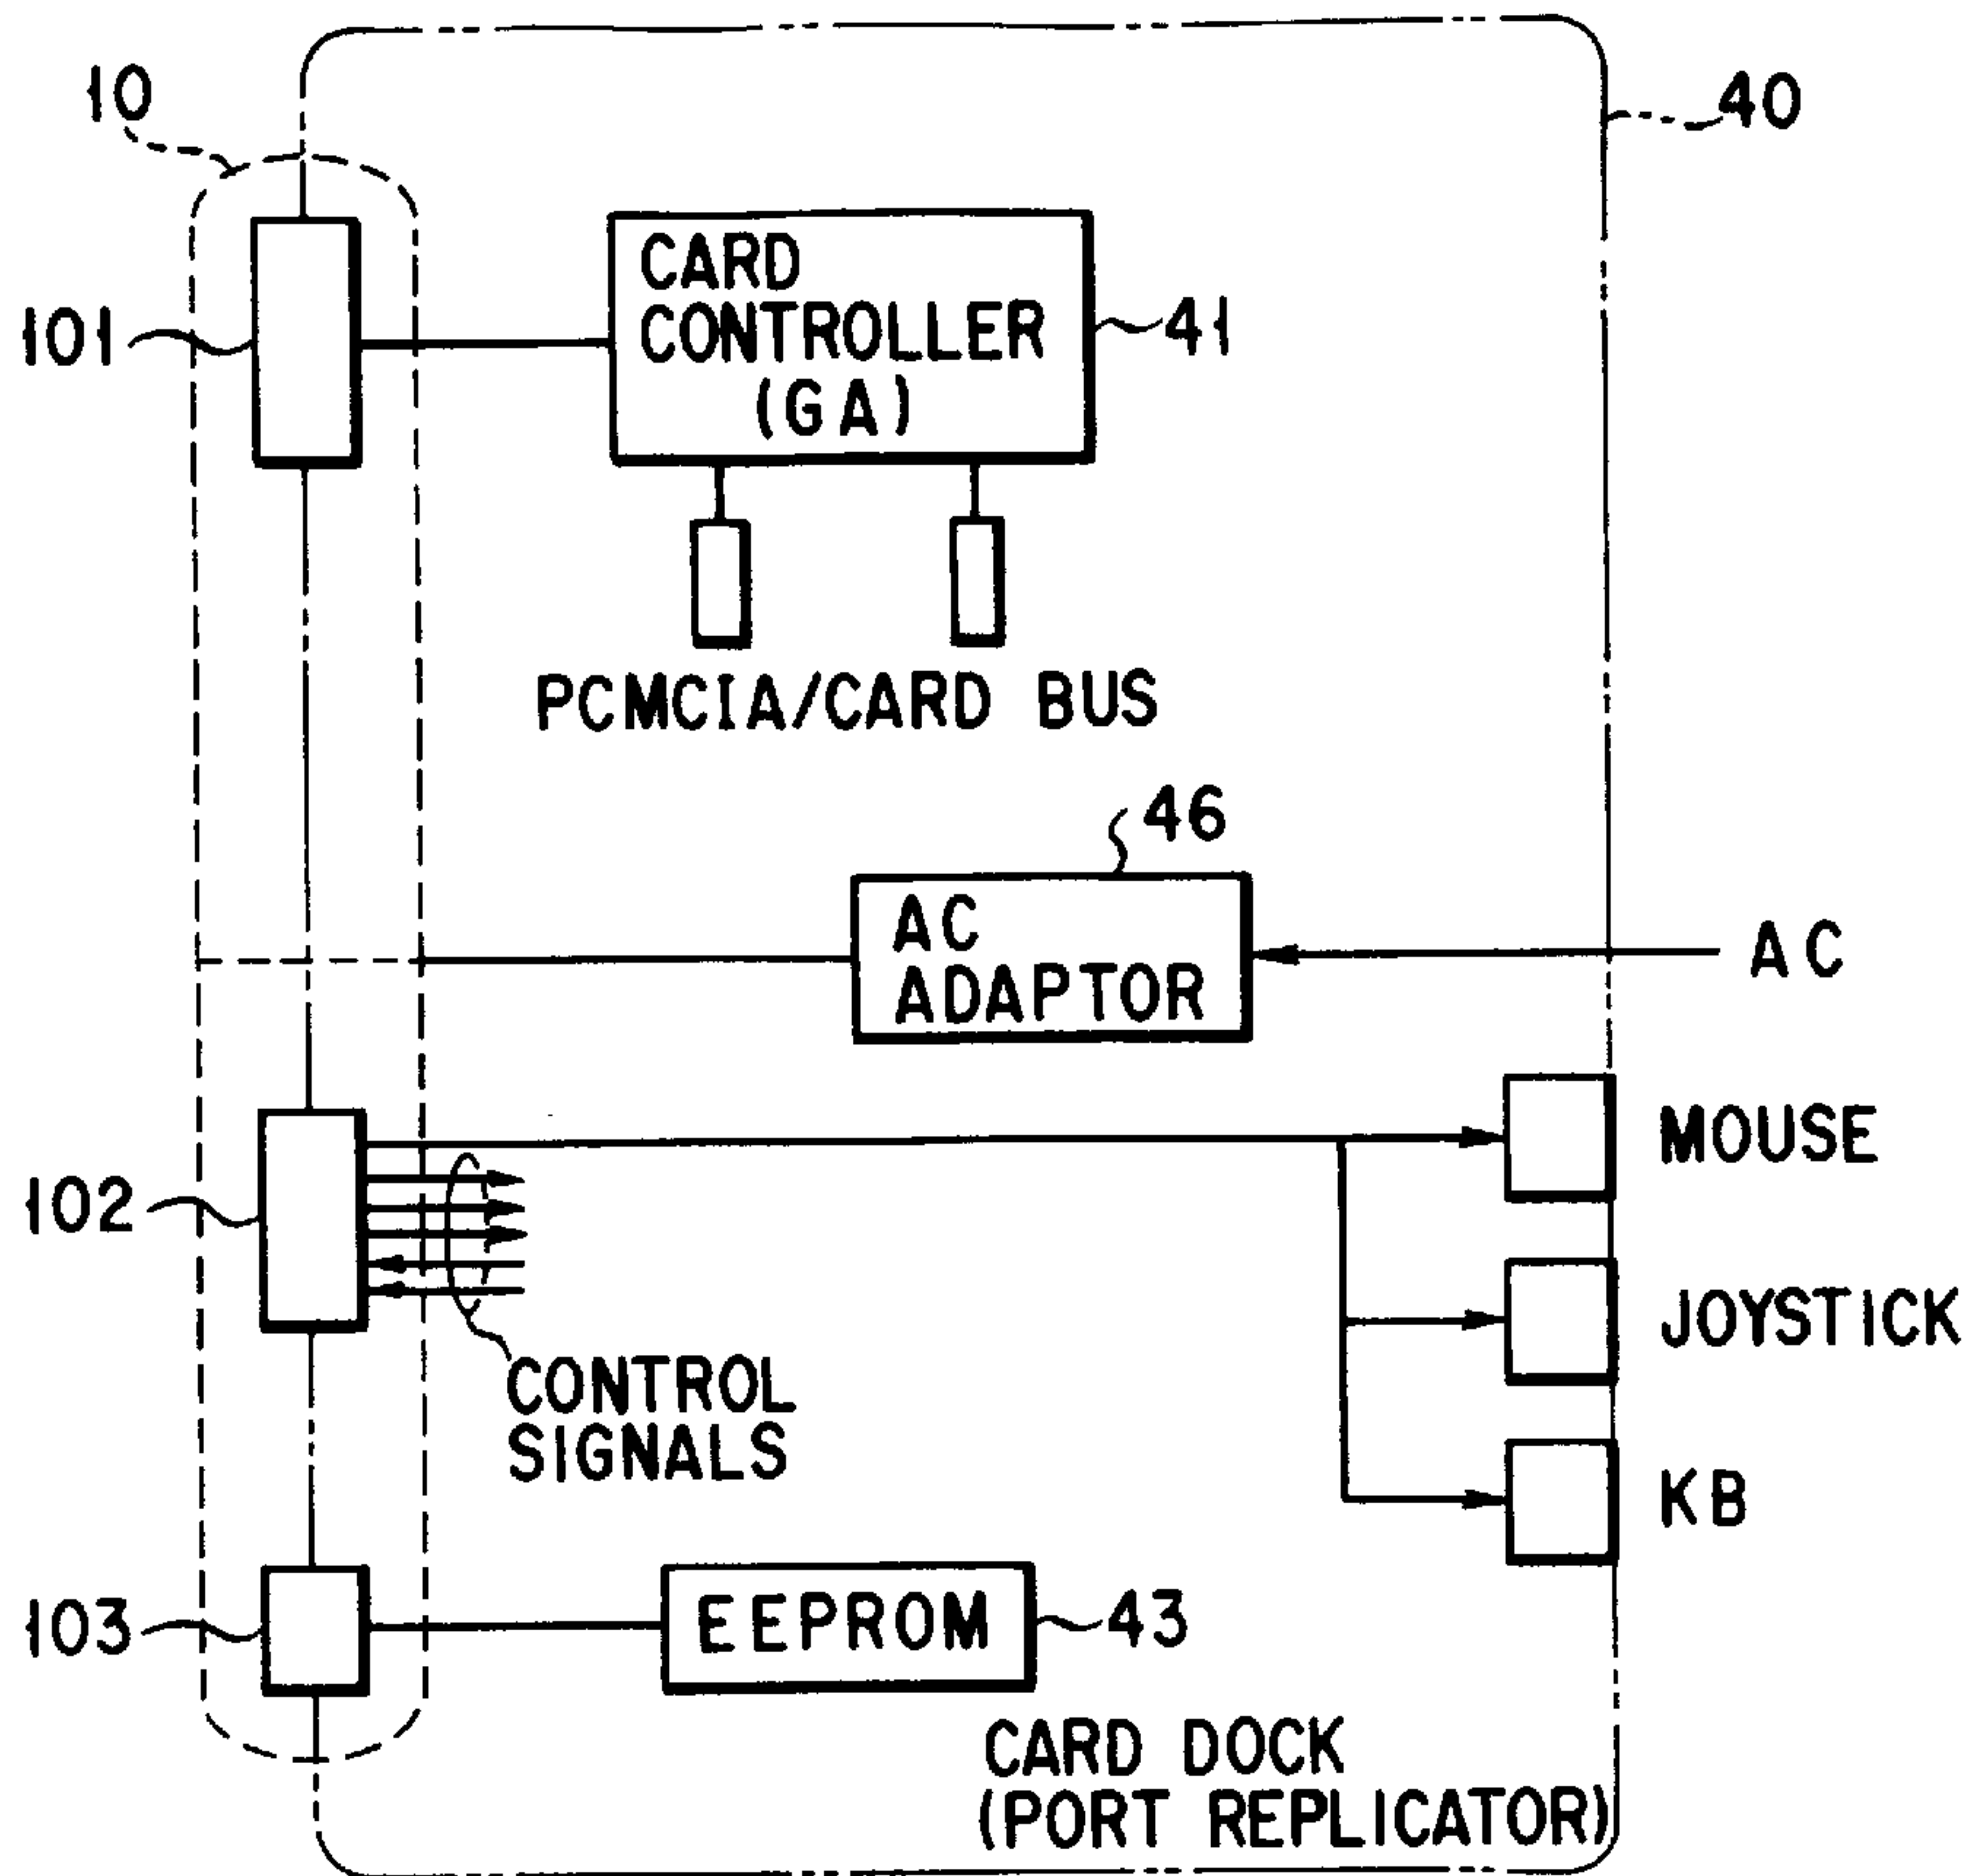 10
40
101
CARD
CONTROLLER
(GA)
41
PCMCIA/CARD BUS
46
AC
ADAPTOR
AC
MOUSE
102
JOYSTICK
CONTROL
SIGNALS
KB
103
EEPROM
43
CARD DOCK
(PORT REPLICATOR)